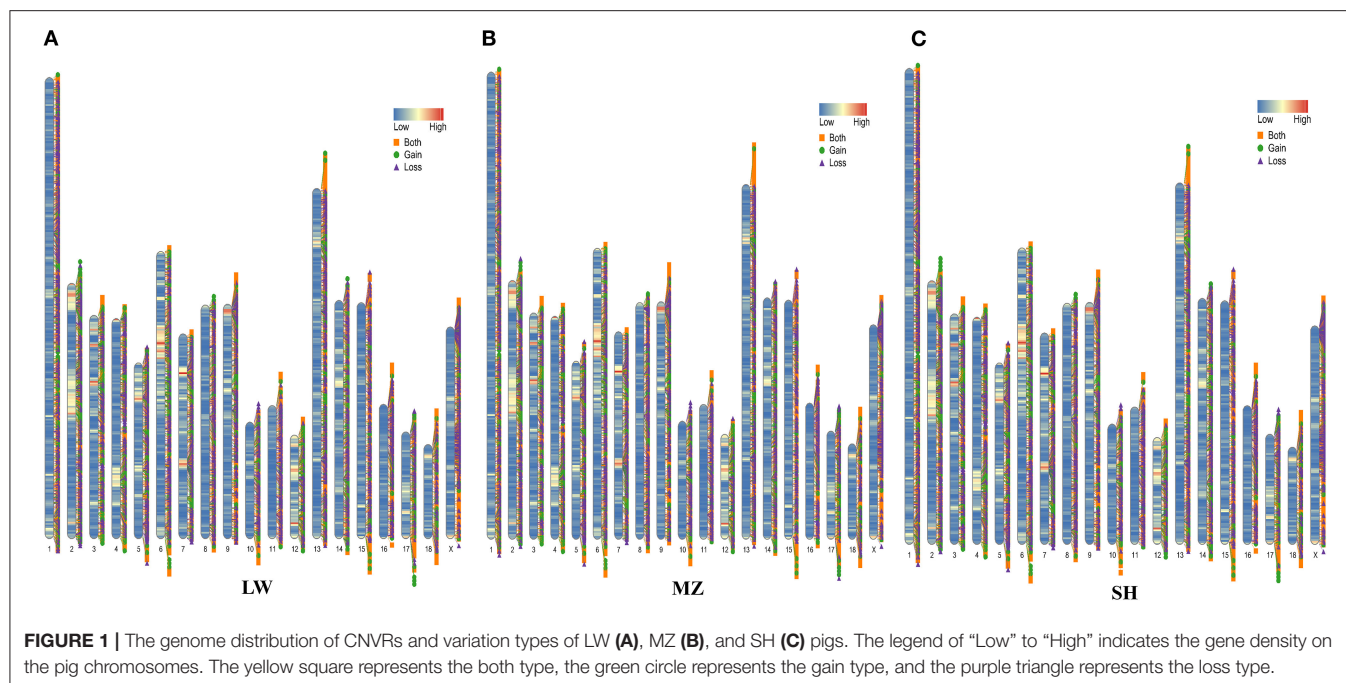 A
B
C
Low High
Both
Gain
Loss
Low High
Both
Gain
Loss
Low High
Both
Gain
Loss
1 2 3 4 5 6 7 8 9 10 11 12 13 14 15 16 17 18 X
1 2 3 4 5 6 7 8 9 10 11 12 13 14 15 16 17 18 X
1 2 3 4 5 6 7 8 9 10 11 12 13 14 15 16 17 18 X
LW
MZ
SH
FIGURE 1 | The genome distribution of CNVRs and variation types of LW (A), MZ (B), and SH (C) pigs. The legend of “Low” to “High” indicates the gene density on
the pig chromosomes. The yellow square represents the both type, the green circle represents the gain type, and the purple triangle represents the loss type.